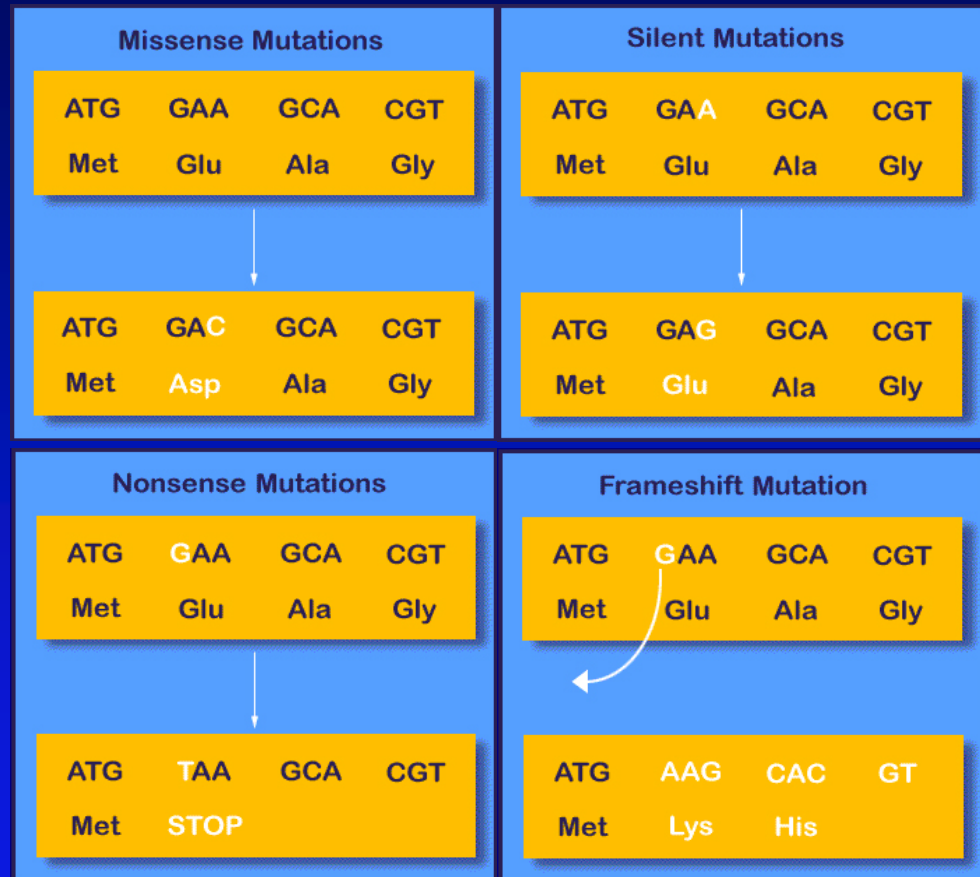 Missense Mutations
ATG GAA GCA CGT
Met Glu Ala Gly
ATG GAC GCA CGT
Met Asp Ala Gly
Silent Mutations
ATG GAA GCA CGT
Met Glu Ala Gly
ATG GAG GCA CGT
Met Glu Ala Gly
Nonsense Mutations
ATG GAA GCA CGT
Met Glu Ala Gly
ATG TAA GCA CGT
Met STOP
Frameshift Mutation
ATG GAA GCA CGT
Met Glu Ala Gly
ATG AAG CAC GT
Met Lys His